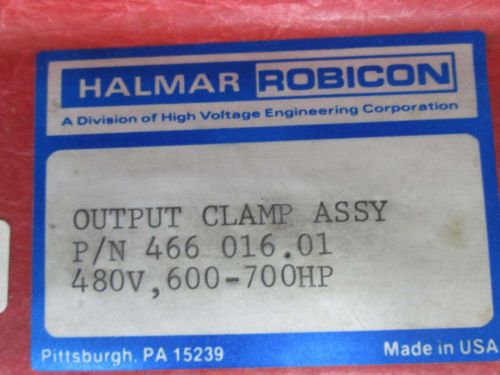 HALMAR ROBICON
A Division of High Voltage Engineering Corporation
OUTPUT CLAMP ASSY
P/N 466 016.01
480V,600-700HP
Pittsburgh, PA 15239 Made in USA